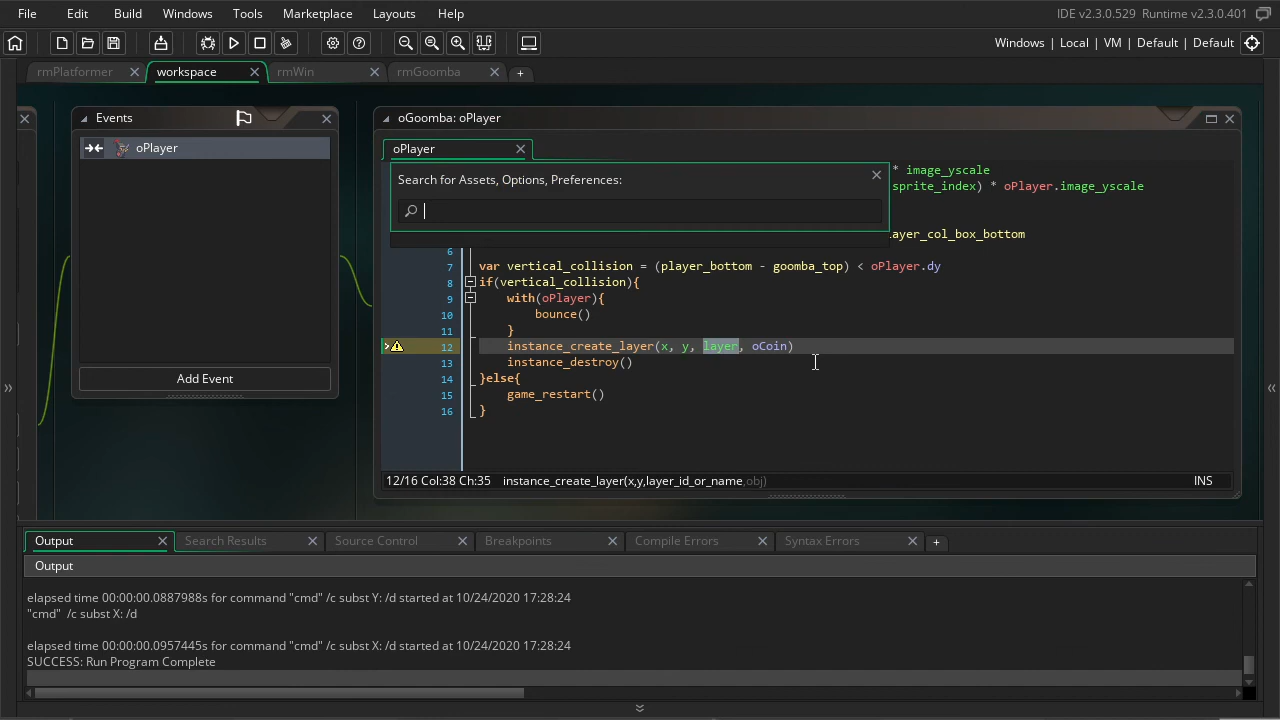 File Edit Build Windows Tools Marketplace Layouts Help IDE v2.3.0.529 Runtime v2.3.0.401
Windows | Local | VM | Default | Default
rmPlatformer workspace rmWin rmGoomba +
Events
oPlayer
Add Event
oGoomba: oPlayer
oPlayer
Search for Assets, Options, Preferences:
* image_yscale
sprite_index) * oPlayer.image_yscale
ayer_col_box_bottom
6
7 var vertical_collision = (player_bottom - goomba_top) < oPlayer.dy
8 if(vertical_collision){
9 with(oPlayer){
10 bounce()
11 }
12 instance_create_layer(x, y, layer, oCoin)
13 instance_destroy()
14 }else{
15 game_restart()
16 }
12/16 Col:38 Ch:35 instance_create_layer(x,y,layer_id_or_name,obj) INS
Output Search Results Source Control Breakpoints Compile Errors Syntax Errors +
Output
elapsed time 00:00:00.0887988s for command "cmd" /c subst Y: /d started at 10/24/2020 17:28:24
"cmd" /c subst X: /d
elapsed time 00:00:00.0957445s for command "cmd" /c subst X: /d started at 10/24/2020 17:28:24
SUCCESS: Run Program Complete